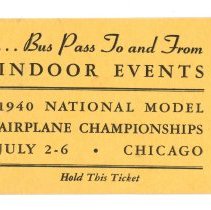 ... Bus Pass To and From
INDOOR EVENTS
1940 NATIONAL MODEL
AIRPLANE CHAMPIONSHIPS
JULY 2-6 • CHICAGO
Hold This Ticket